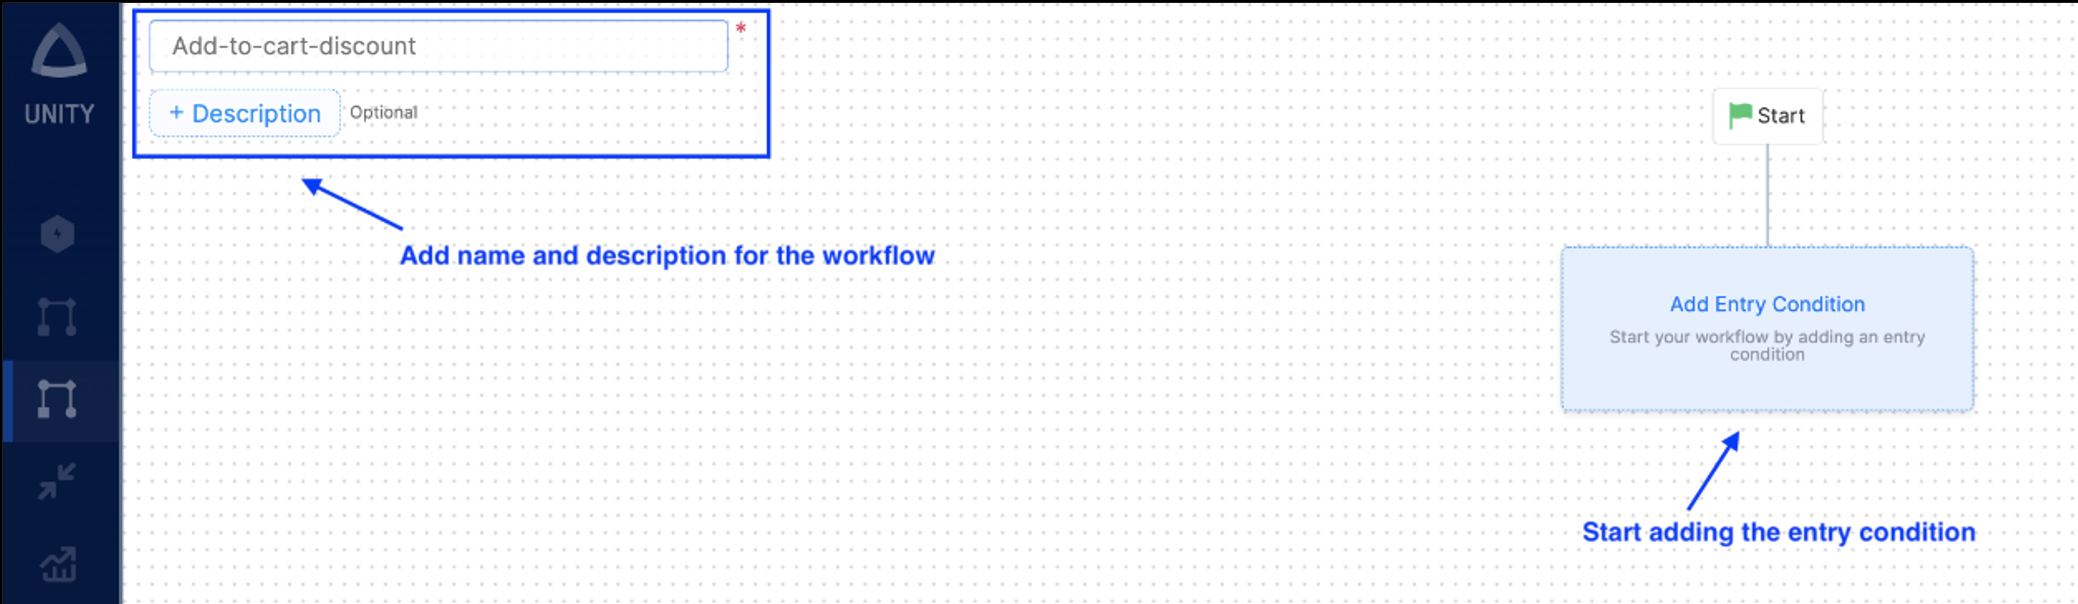 UNITY
Add-to-cart-discount
*
+ Description
Optional
Add name and description for the workflow
Start
Add Entry Condition
Start your workflow by adding an entry
condition
Start adding the entry condition